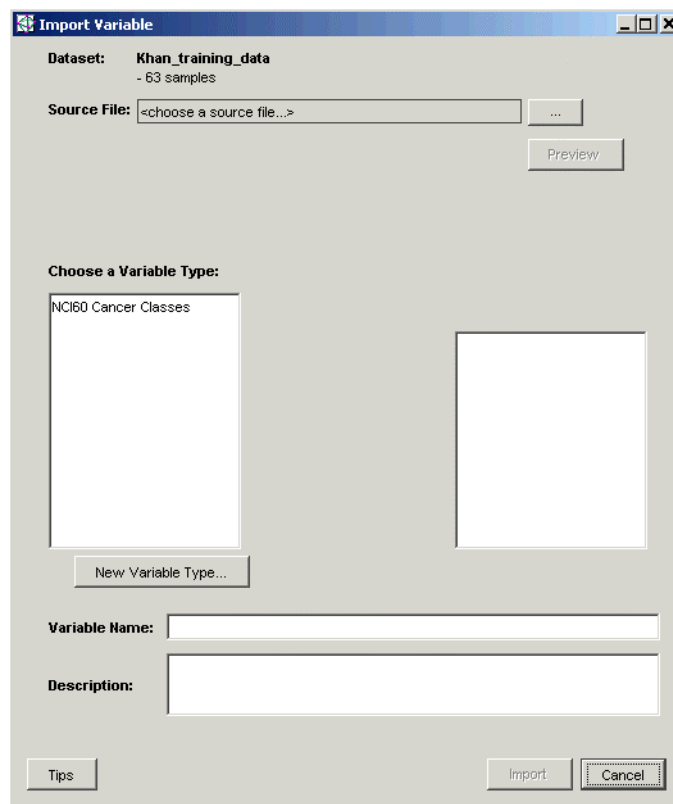 Import Variable
Dataset: Khan_training_data
- 63 samples
Source File: <choose a source file...> ...
Preview
Choose a Variable Type:
NCI60 Cancer Classes
New Variable Type...
Variable Name:
Description:
Tips Import Cancel